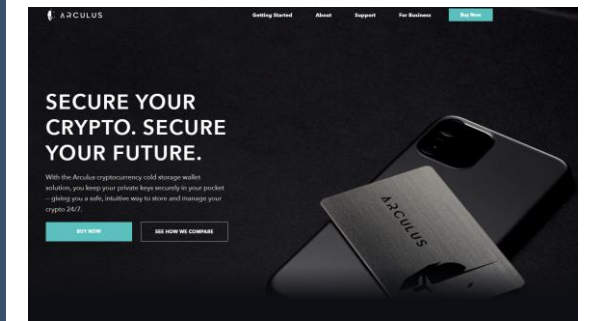 ARCULUS
Getting Started About Support For Business Buy Now
SECURE YOUR
CRYPTO. SECURE
YOUR FUTURE.
With the Arculus cryptocurrency cold storage wallet
solution, you keep your private keys securely in your pocket
– giving you a safe, intuitive way to store and manage your
crypto 24/7.
BUY NOW SEE HOW WE COMPARE
ARCULUS